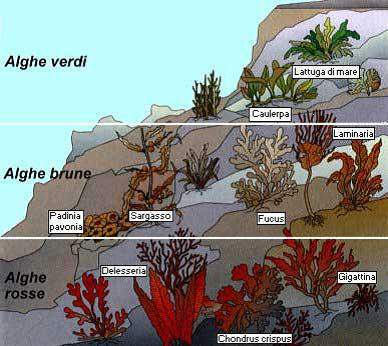 Alghe verdi
Lattuga di mare
Caulerpa
Alghe brune
Laminaria
Padinia
pavonia
Sargasso
Fucus
Alghe
rosse
Delesseria
Gigattina
Chondrus crispus